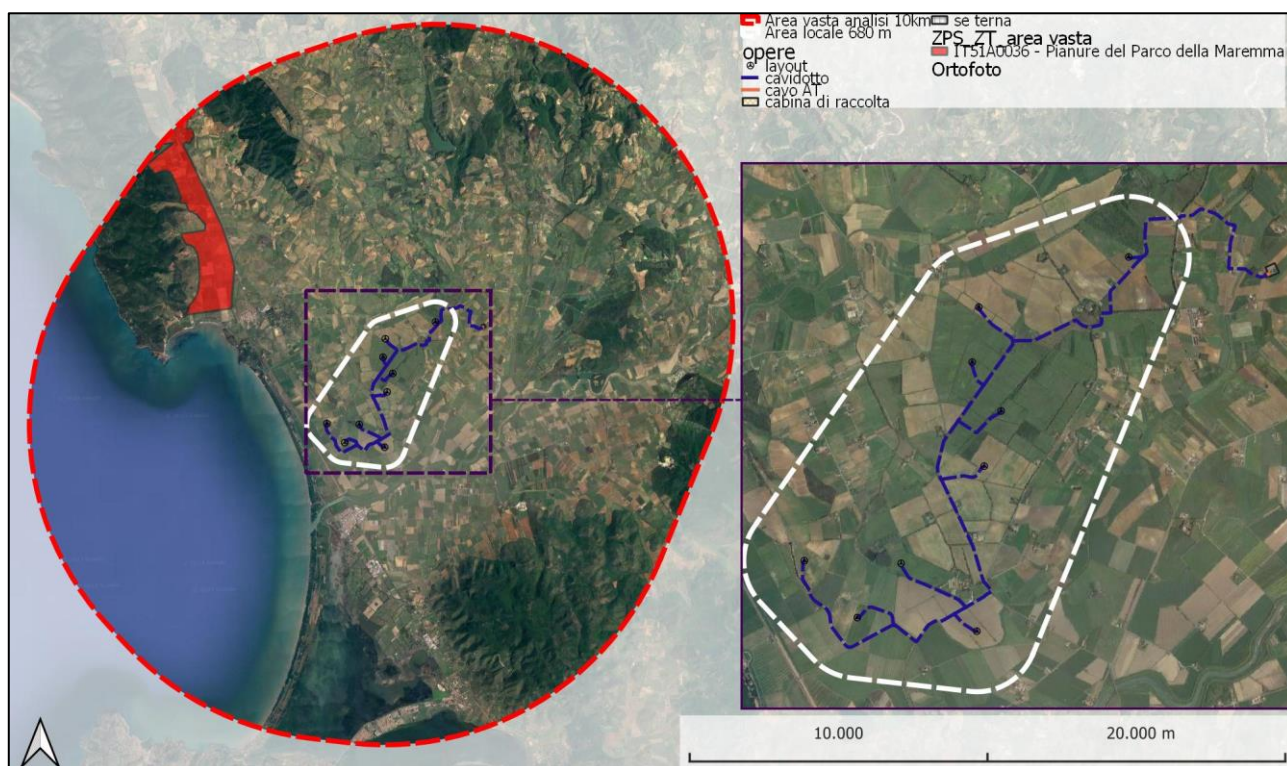 Area vasta analisi 10km
Area locale 680 m
opere
layout
cavidotto
cavo AT
cabina di raccolta
se terna
ZPS_ZT_area vasta
IT51A0036 - Pianure del Parco della Maremma
Ortofoto
10.000
20.000 m